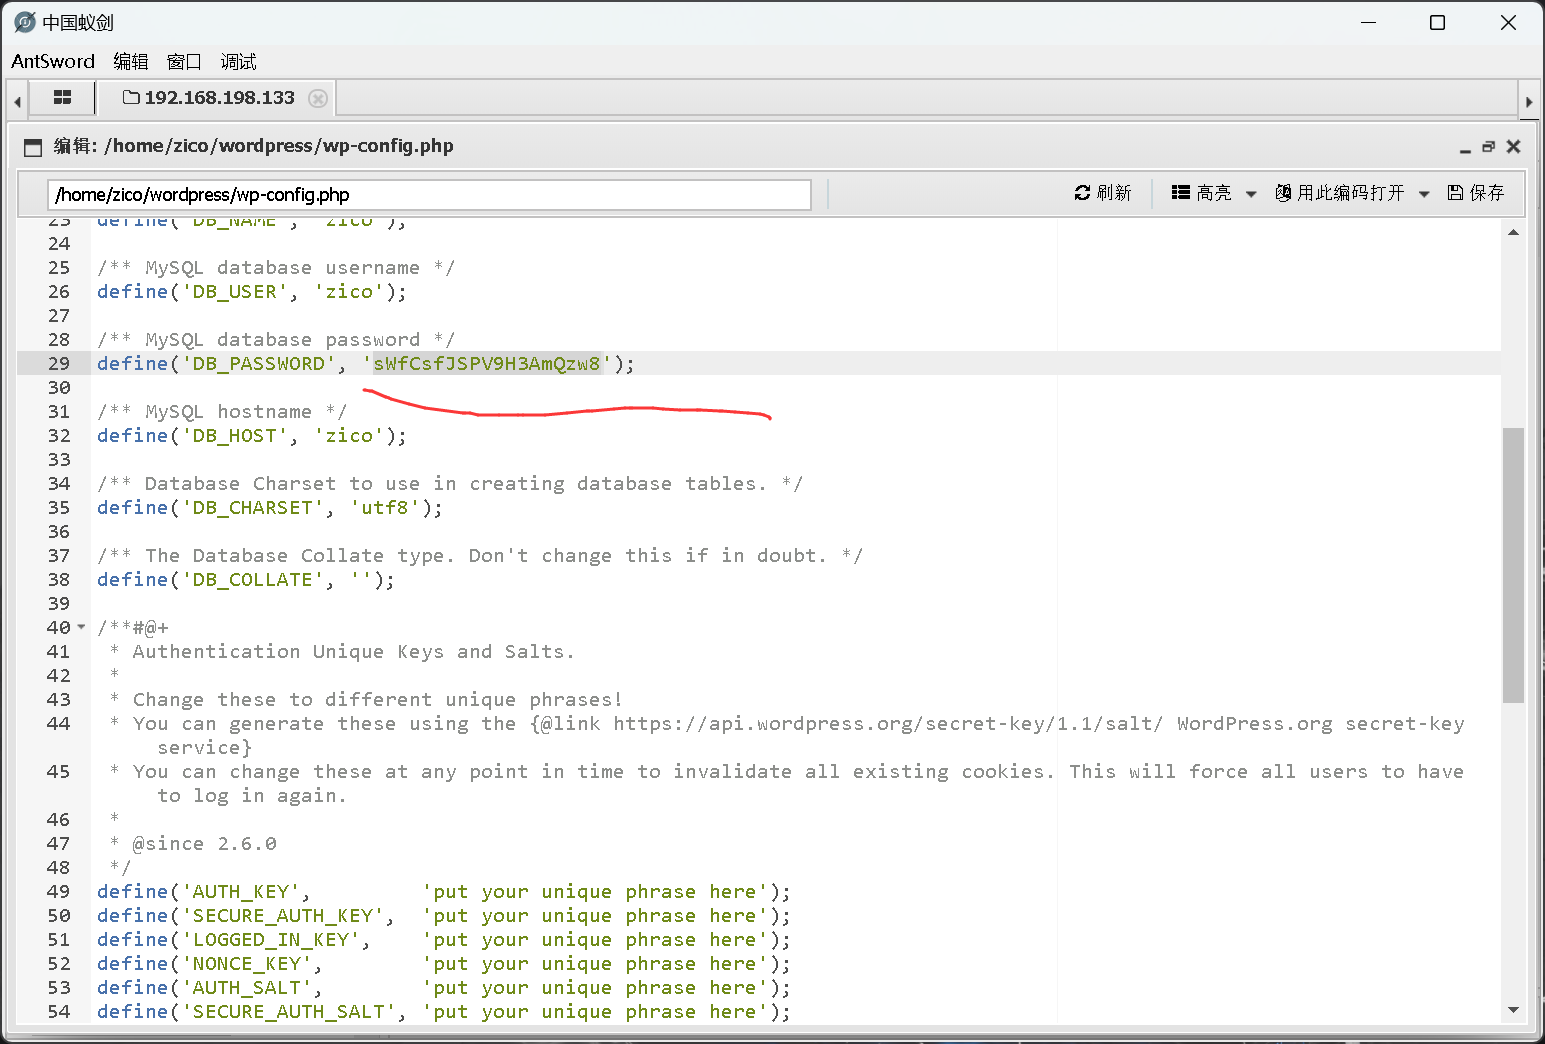 中国蚁剑
AntSword 编辑 窗口 调试
192.168.198.133
编辑: /home/zico/wordpress/wp-config.php
/home/zico/wordpress/wp-config.php 刷新 高亮 用此编码打开 保存
23 define('DB_NAME', 'zico');
24
25 /** MySQL database username */
26 define('DB_USER', 'zico');
27
28 /** MySQL database password */
29 define('DB_PASSWORD', 'sWfCsfJSPV9H3AmQzw8');
30
31 /** MySQL hostname */
32 define('DB_HOST', 'zico');
33
34 /** Database Charset to use in creating database tables. */
35 define('DB_CHARSET', 'utf8');
36
37 /** The Database Collate type. Don't change this if in doubt. */
38 define('DB_COLLATE', '');
39
40 /**#@+
41 * Authentication Unique Keys and Salts.
42 *
43 * Change these to different unique phrases!
44 * You can generate these using the {@link https://api.wordpress.org/secret-key/1.1/salt/ WordPress.org secret-key
service}
45 * You can change these at any point in time to invalidate all existing cookies. This will force all users to have
to log in again.
46 *
47 * @since 2.6.0
48 */
49 define('AUTH_KEY', 'put your unique phrase here');
50 define('SECURE_AUTH_KEY', 'put your unique phrase here');
51 define('LOGGED_IN_KEY', 'put your unique phrase here');
52 define('NONCE_KEY', 'put your unique phrase here');
53 define('AUTH_SALT', 'put your unique phrase here');
54 define('SECURE_AUTH_SALT', 'put your unique phrase here');